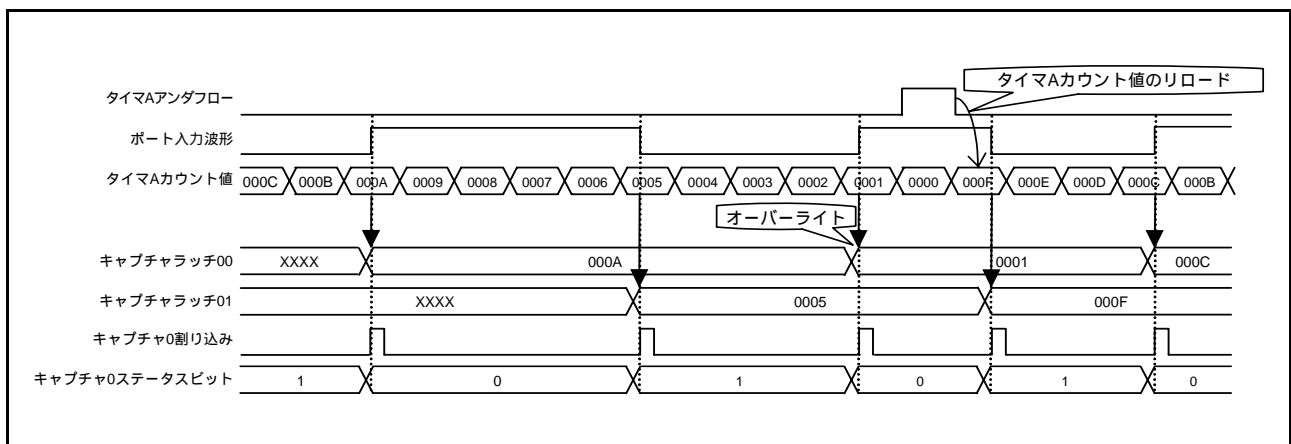 タイマAカウント値のリロード
タイマAアンダフロー
ポート入力波形
タイマAカウント値 000C 000B 000A 0009 0008 0007 0006 0005 0004 0003 0002 0001 0000 000F 000E 000D 000C 000B
オーバーライト
キャプチャラッチ00 XXXX 000A 0001 000C
キャプチャラッチ01 XXXX 0005 000F
キャプチャ0割り込み
キャプチャ0ステータスビット 1 0 1 0 1 0